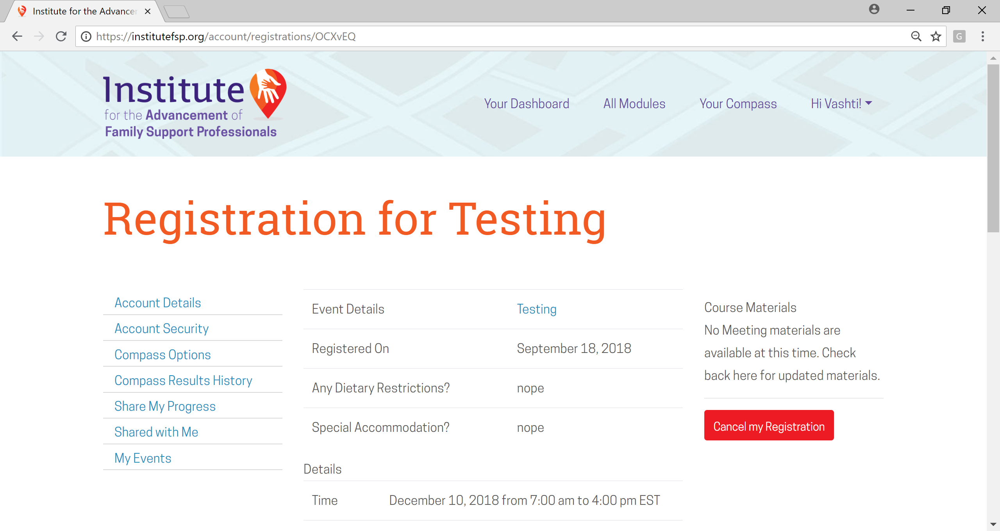 Institute for the Advancer
https://institutefsp.org/account/registrations/OCXvEQ
G
Institute
for the Advancement of
Family Support Professionals
Your Dashboard
All Modules
Your Compass
Hi Vashti!
Registration for Testing
Account Details
Account Security
Compass Options
Compass Results History
Share My Progress
Shared with Me
My Events
Event Details Testing
Registered On September 18, 2018
Any Dietary Restrictions? nope
Special Accommodation? nope
Details
Time December 10, 2018 from 7:00 am to 4:00 pm EST
Course Materials
No Meeting materials are
available at this time. Check
back here for updated materials.
Cancel my Registration